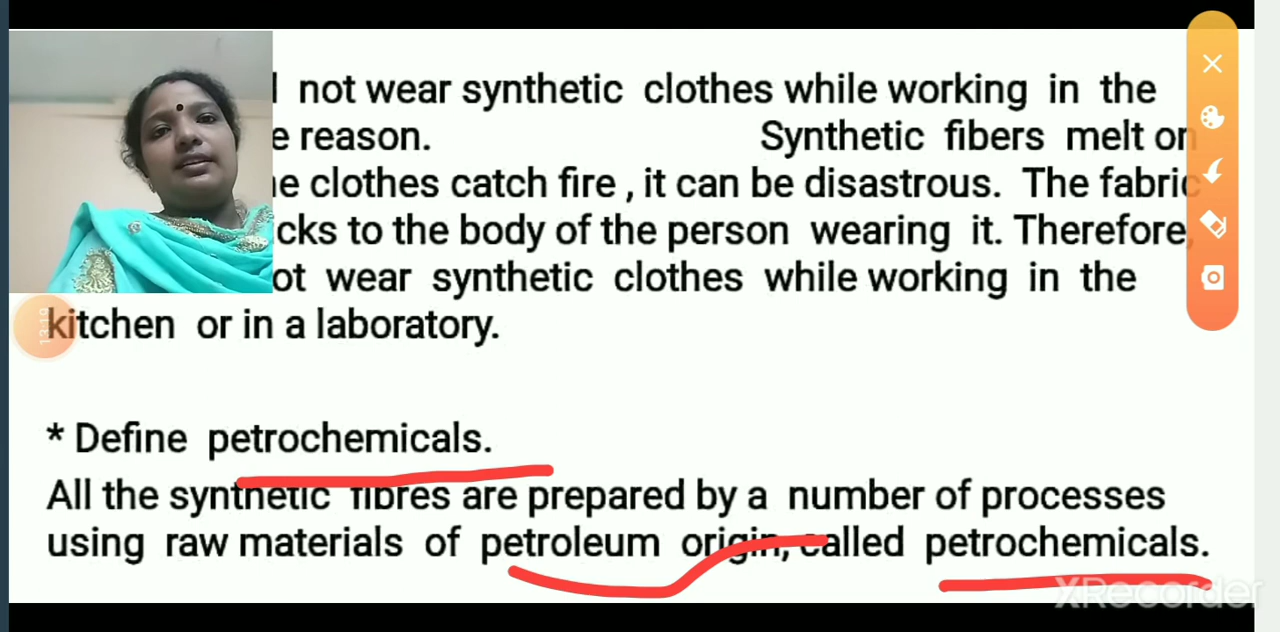 not wear synthetic clothes while working in the
reason. Synthetic fibers melt on
clothes catch fire , it can be disastrous. The fabric
to the body of the person wearing it. Therefore,
wear synthetic clothes while working in the
kitchen or in a laboratory.
* Define petrochemicals.
All the synthetic fibres are prepared by a number of processes
using raw materials of petroleum origin, called petrochemicals.
13:19
XRecorder